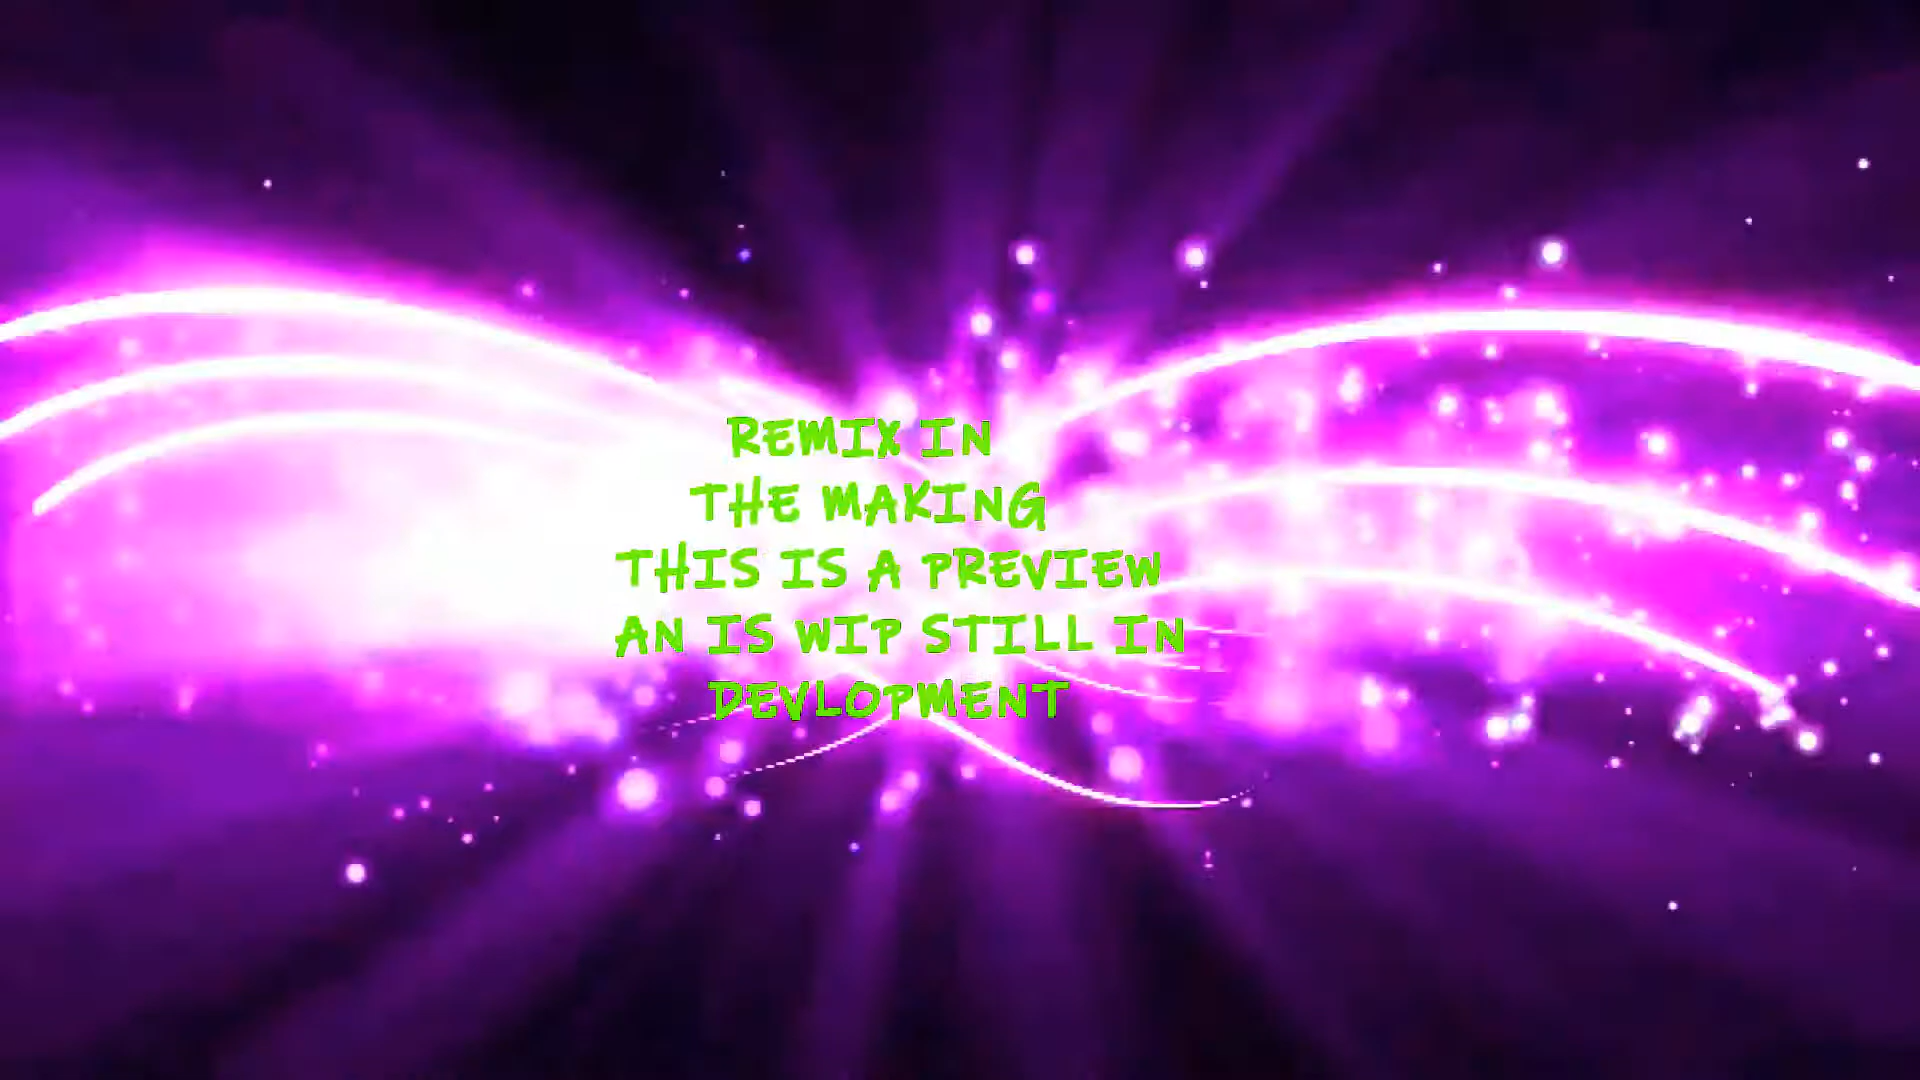 REMIX IN
THE MAKING
THIS IS A PREVIEW
AN IS WIP STILL IN
DEVLOPMENT